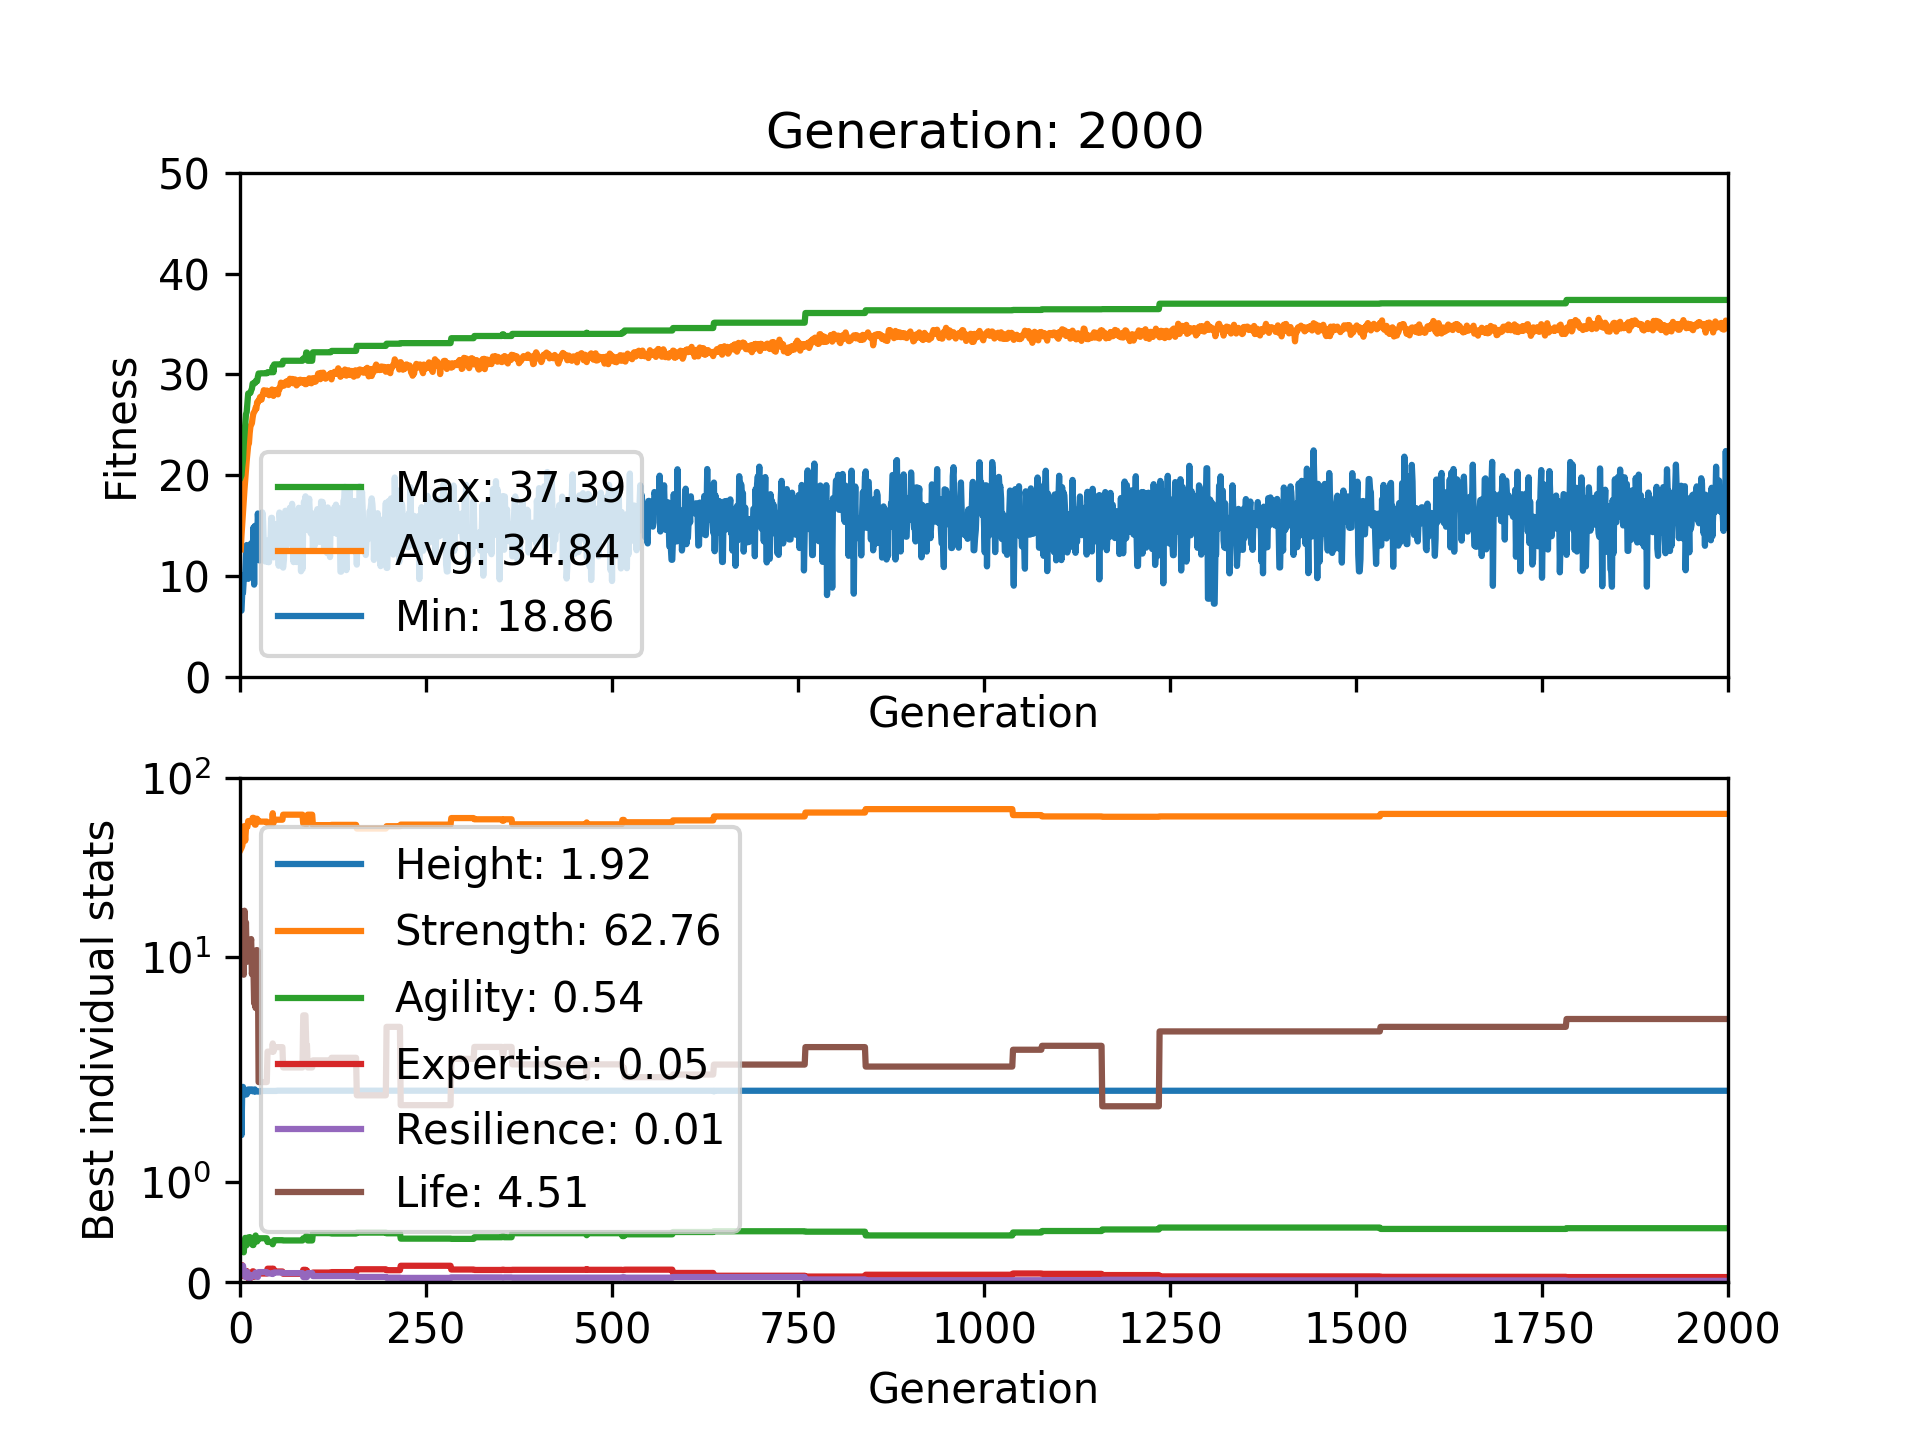 Generation: 2000
50
40
30
20
10
0
Fitness
Max: 37.39
Avg: 34.84
Min: 18.86
Generation
10²
10¹
10⁰
0
Best individual stats
Height: 1.92
Strength: 62.76
Agility: 0.54
Expertise: 0.05
Resilience: 0.01
Life: 4.51
0 250 500 750 1000 1250 1500 1750 2000
Generation